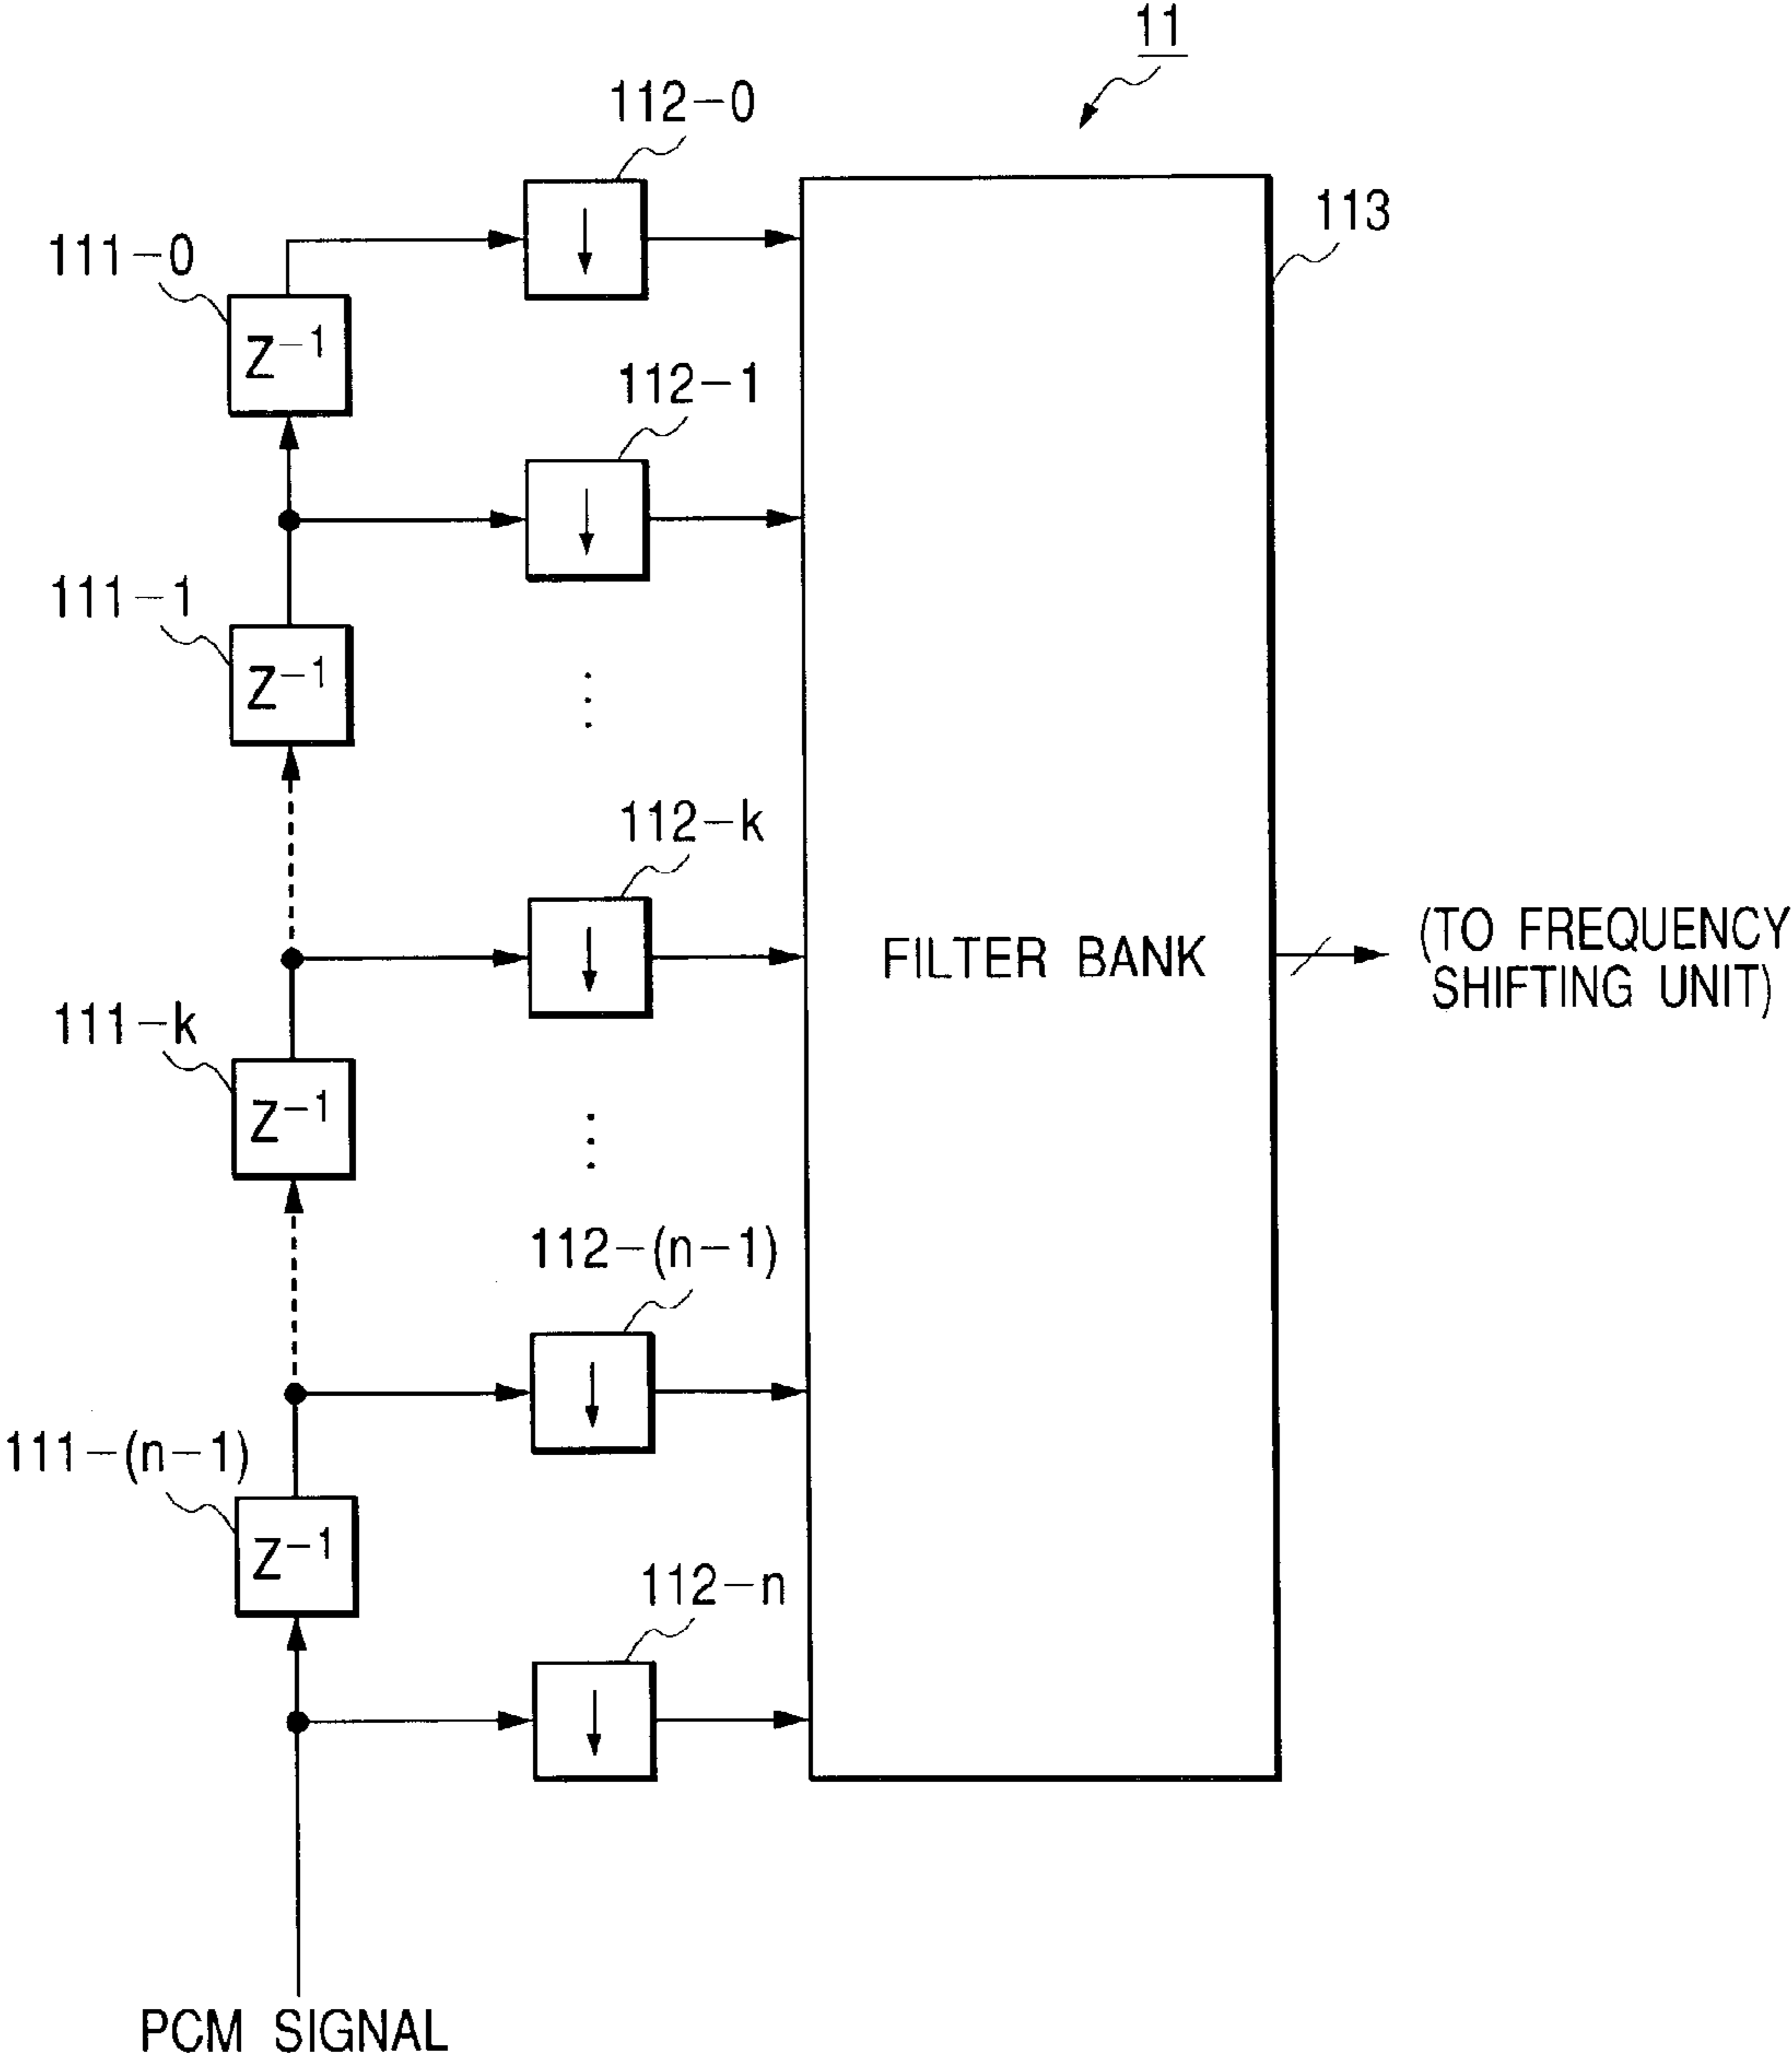 11
112-0
113
111-0
Z-1
112-1
111-1
Z-1
112-k
(TO FREQUENCY
SHIFTING UNIT)
FILTER BANK
111-k
Z-1
112-(n-1)
111-(n-1)
Z-1
112-n
PCM SIGNAL